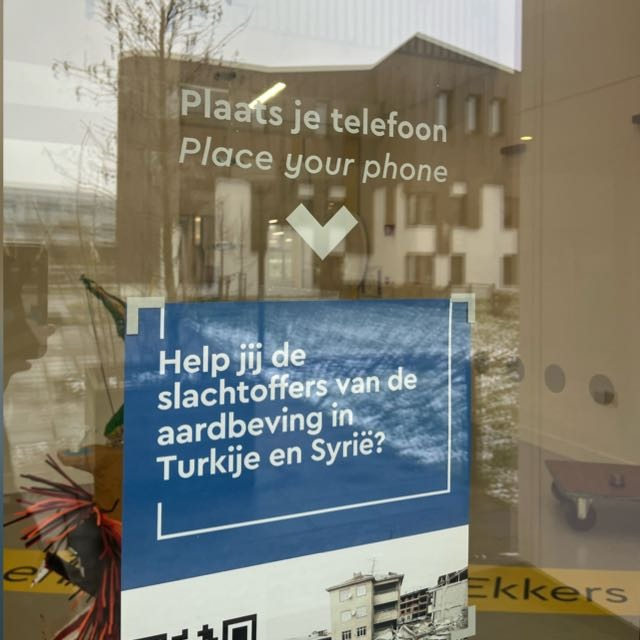 Plaats je telefoon
Place your phone
Help jij de
slachtoffers van de
aardbeving in
Turkije en Syrië?
Ekkers